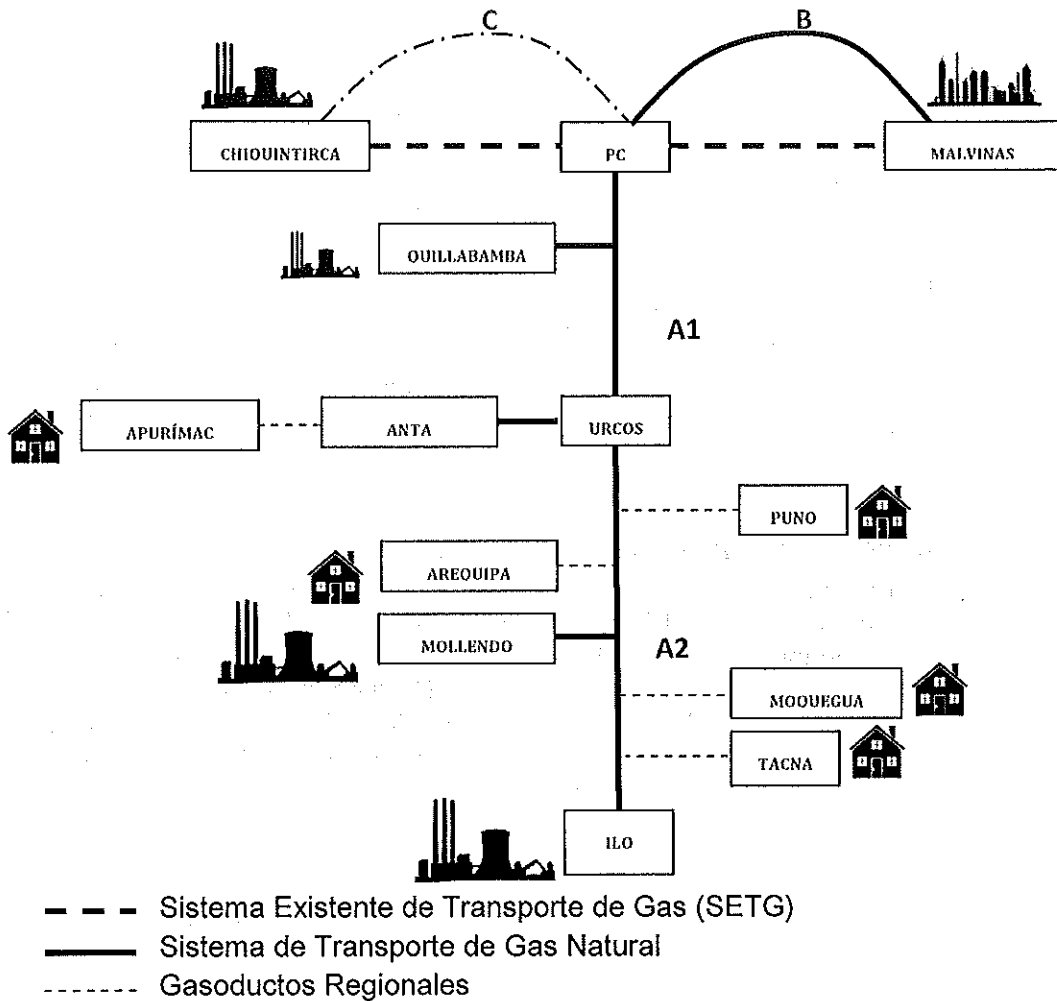 C
B
CHIQUINTIRCA
PC
MALVINAS
QUILLABAMBA
A1
APURÍMAC
ANTA
URCOS
PUNO
AREQUIPA
MOLLENDO
A2
MOQUEGUA
TACNA
ILO
Sistema Existente de Transporte de Gas (SETG)
Sistema de Transporte de Gas Natural
Gasoductos Regionales